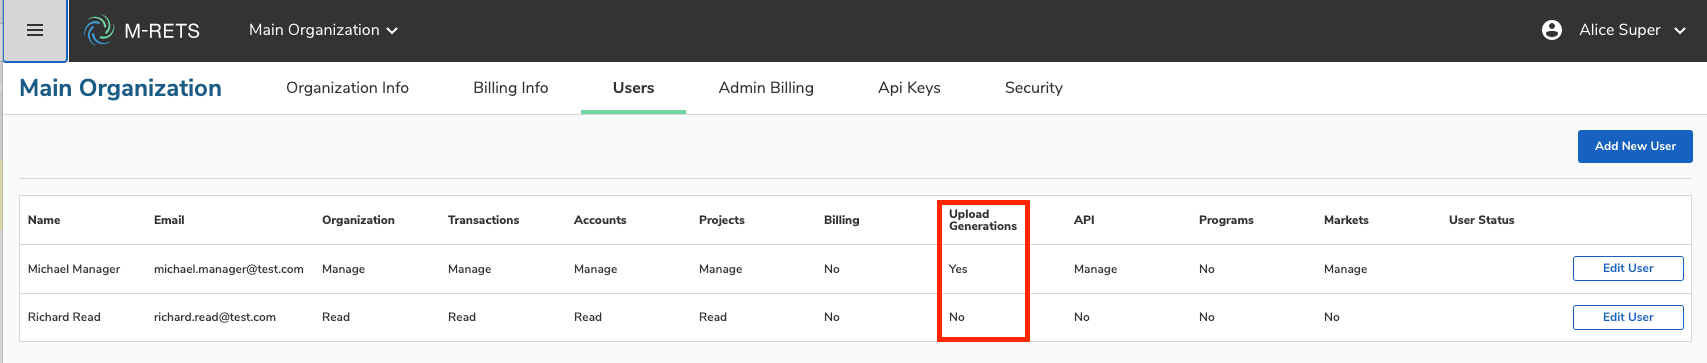 M-RETS Main Organization Alice Super
Main Organization Organization Info Billing Info Users Admin Billing Api Keys Security
Add New User
Name Email Organization Transactions Accounts Projects Billing Upload Generations API Programs Markets User Status
Michael Manager michael.manager@test.com Manage Manage Manage Manage No Yes Manage No Manage Edit User
Richard Read richard.read@test.com Read Read Read Read No No No No No Edit User